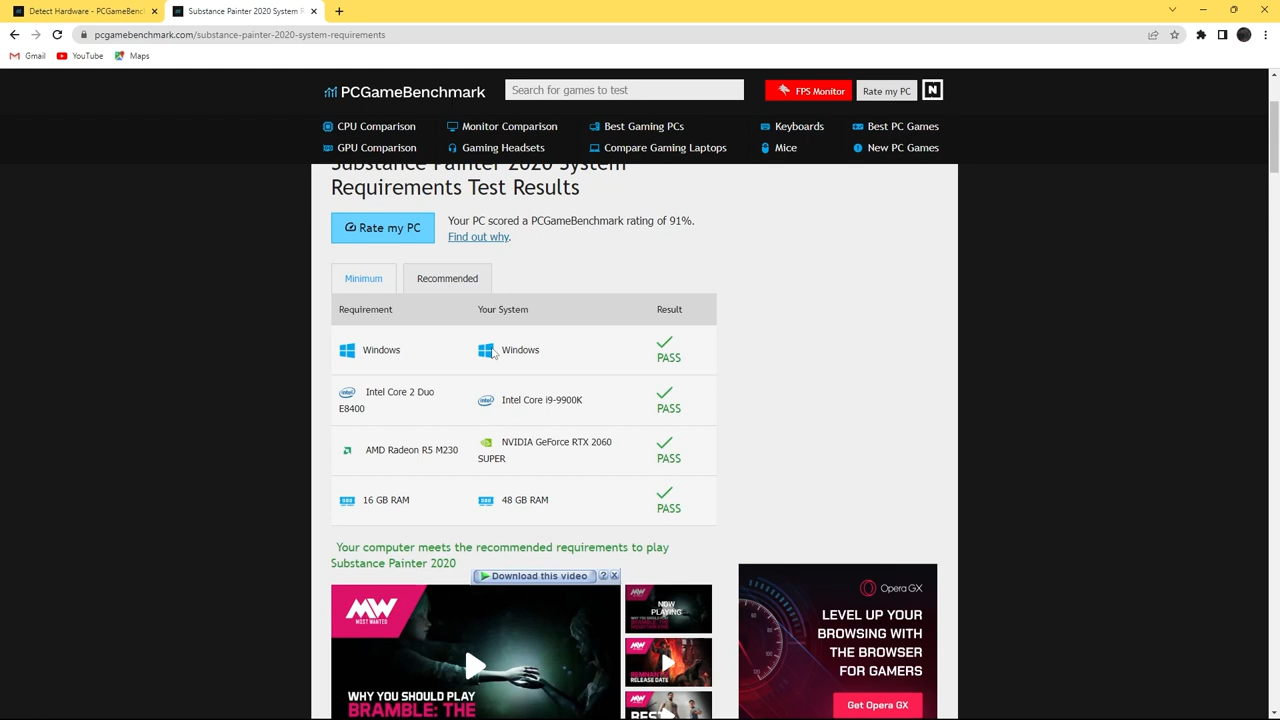 Detect Hardware - PCGameBench
Substance Painter 2020 System R
pcgamebenchmark.com/substance-painter-2020-system-requirements
Gmail YouTube Maps
PCGameBenchmark
Search for games to test
FPS Monitor
Rate my PC
N
CPU Comparison Monitor Comparison Best Gaming PCs Keyboards Best PC Games
GPU Comparison Gaming Headsets Compare Gaming Laptops Mice New PC Games
Substance Painter 2020 System
Requirements Test Results
Rate my PC
Your PC scored a PCGameBenchmark rating of 91%.
Find out why.
Minimum Recommended
Requirement Your System Result
Windows Windows PASS
Intel Core 2 Duo
E8400
intel
Intel Core i9-9900K
PASS
AMD Radeon R5 M230
NVIDIA GeForce RTX 2060
SUPER
PASS
16 GB RAM 48 GB RAM PASS
Your computer meets the recommended requirements to play
Substance Painter 2020
Download this video ? X
MW
MOST WANTED
WHY YOU SHOULD PLAY
BRAMBLE: THE
NOW
PLAYING
RELEASE DATE
Opera GX
LEVEL UP YOUR
BROWSING WITH
THE BROWSER
FOR GAMERS
Get Opera GX